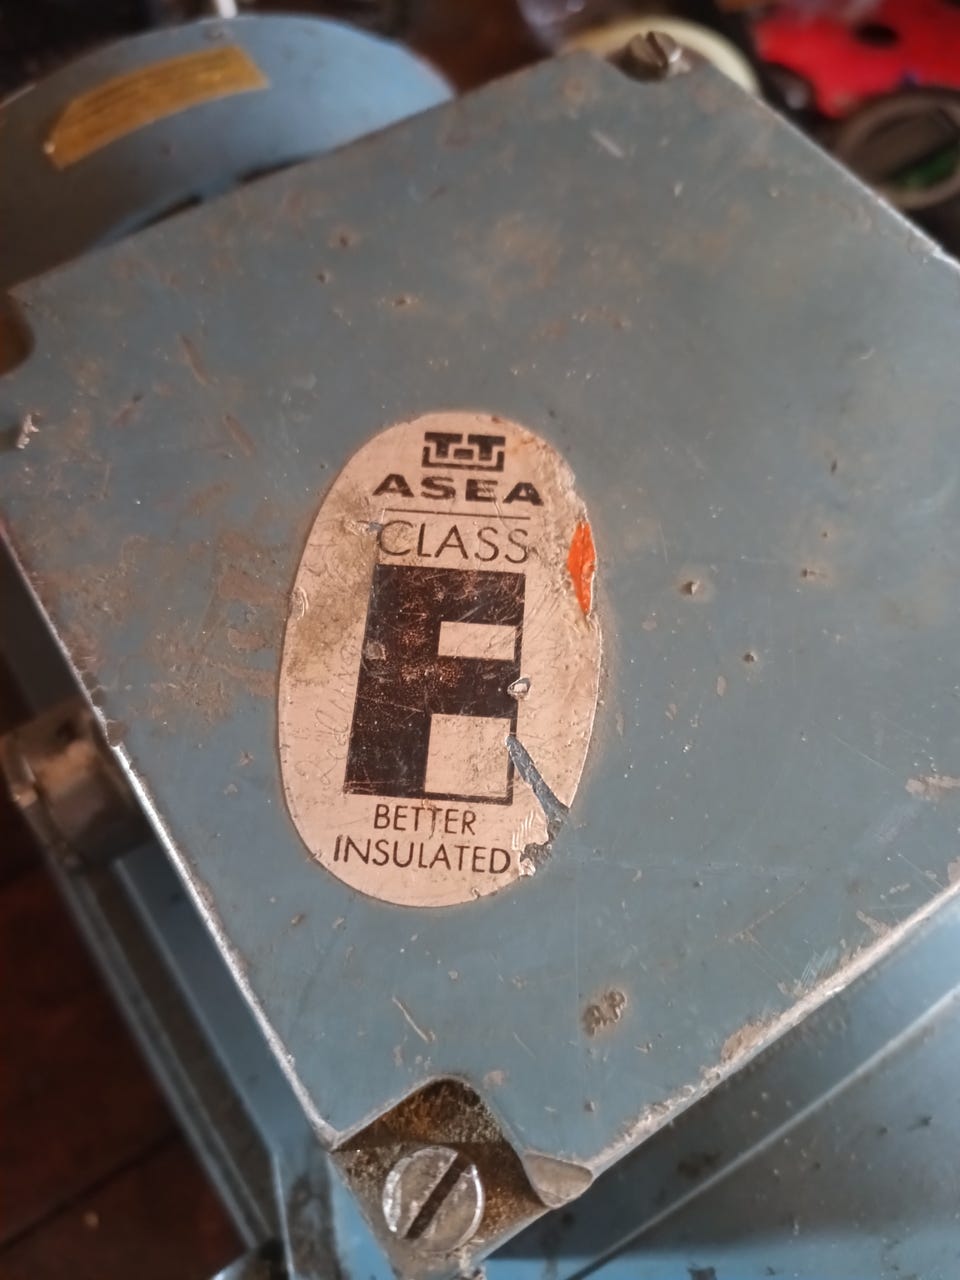 ASEA
CLASS
F
BETTER
INSULATED